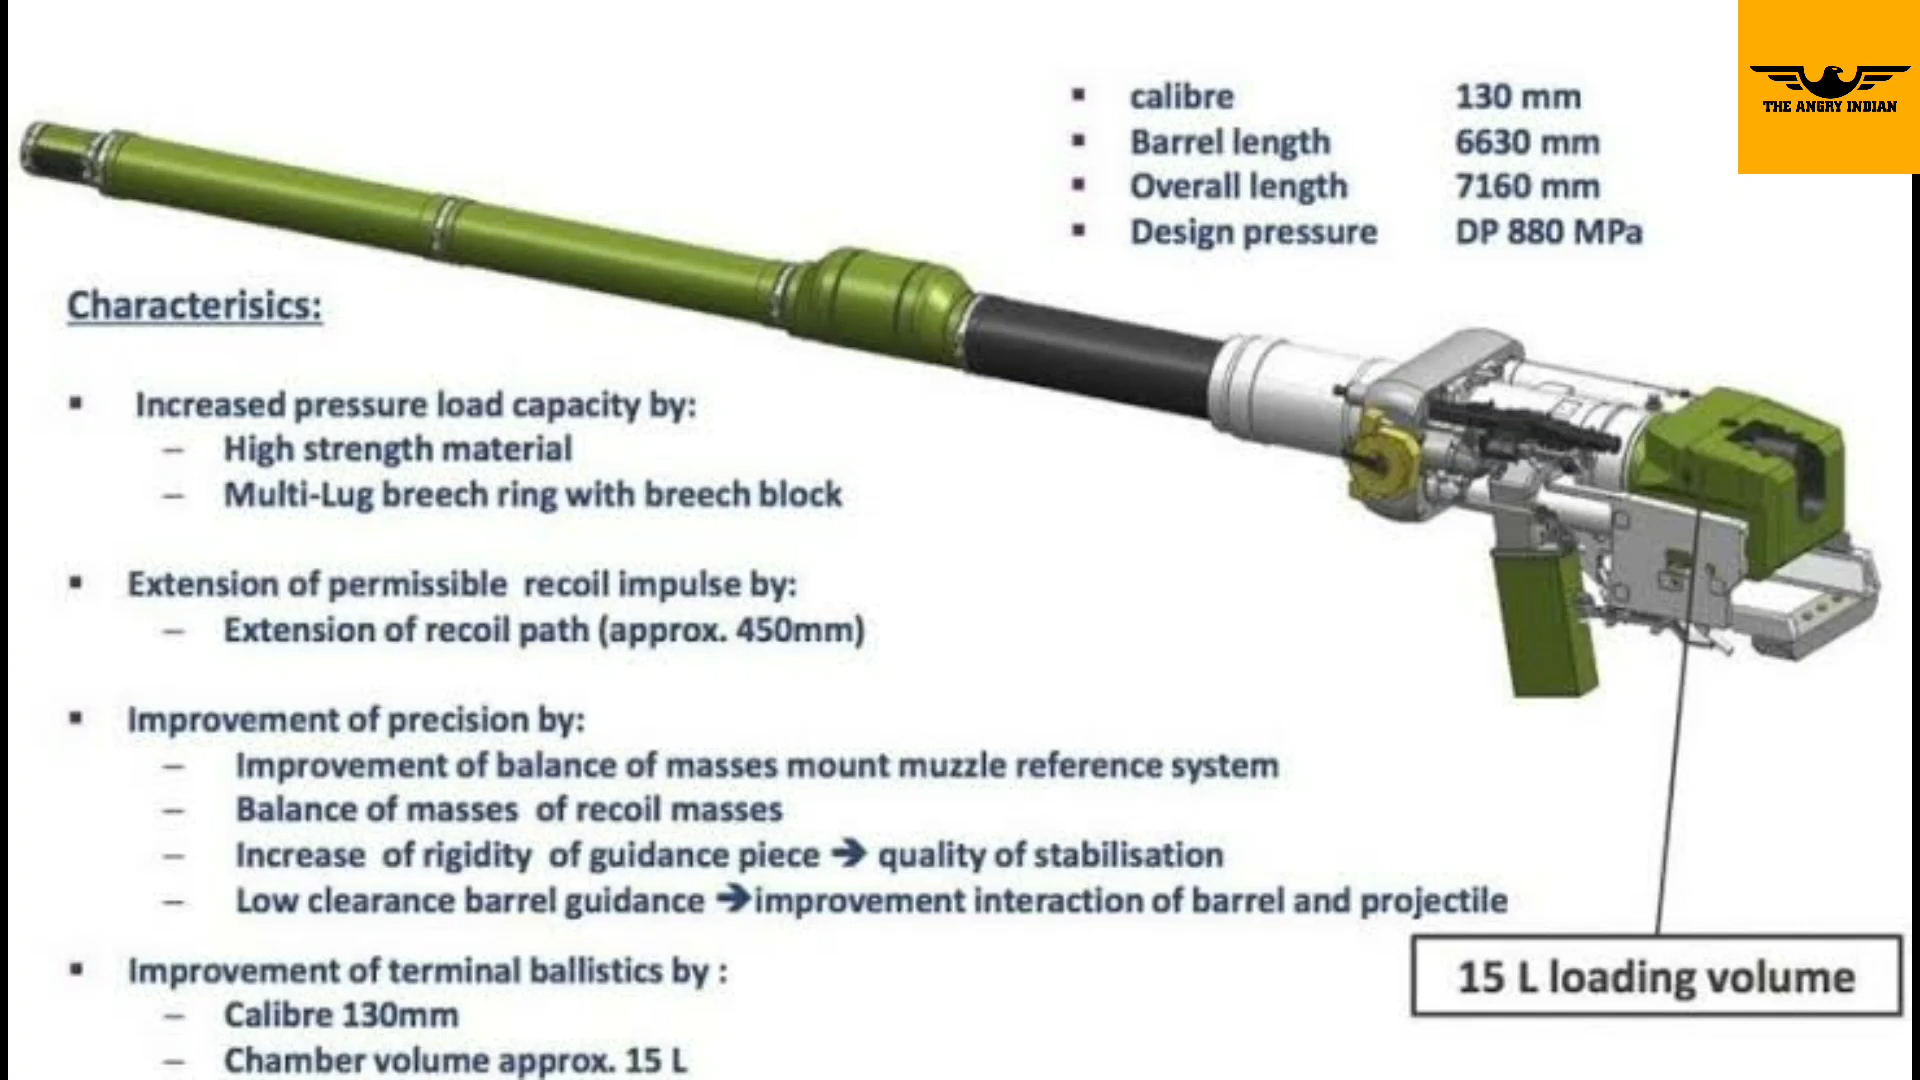 calibre 130 mm
Barrel length 6630 mm
Overall length 7160 mm
Design pressure DP 880 MPa
THE ANGRY INDIAN
Characterisics:
Increased pressure load capacity by:
– High strength material
– Multi-Lug breech ring with breech block
Extension of permissible recoil impulse by:
– Extension of recoil path (approx. 450mm)
Improvement of precision by:
– Improvement of balance of masses mount muzzle reference system
– Balance of masses of recoil masses
– Increase of rigidity of guidance piece ➔ quality of stabilisation
– Low clearance barrel guidance ➔improvement interaction of barrel and projectile
Improvement of terminal ballistics by :
– Calibre 130mm
– Chamber volume approx. 15 L
15 L loading volume